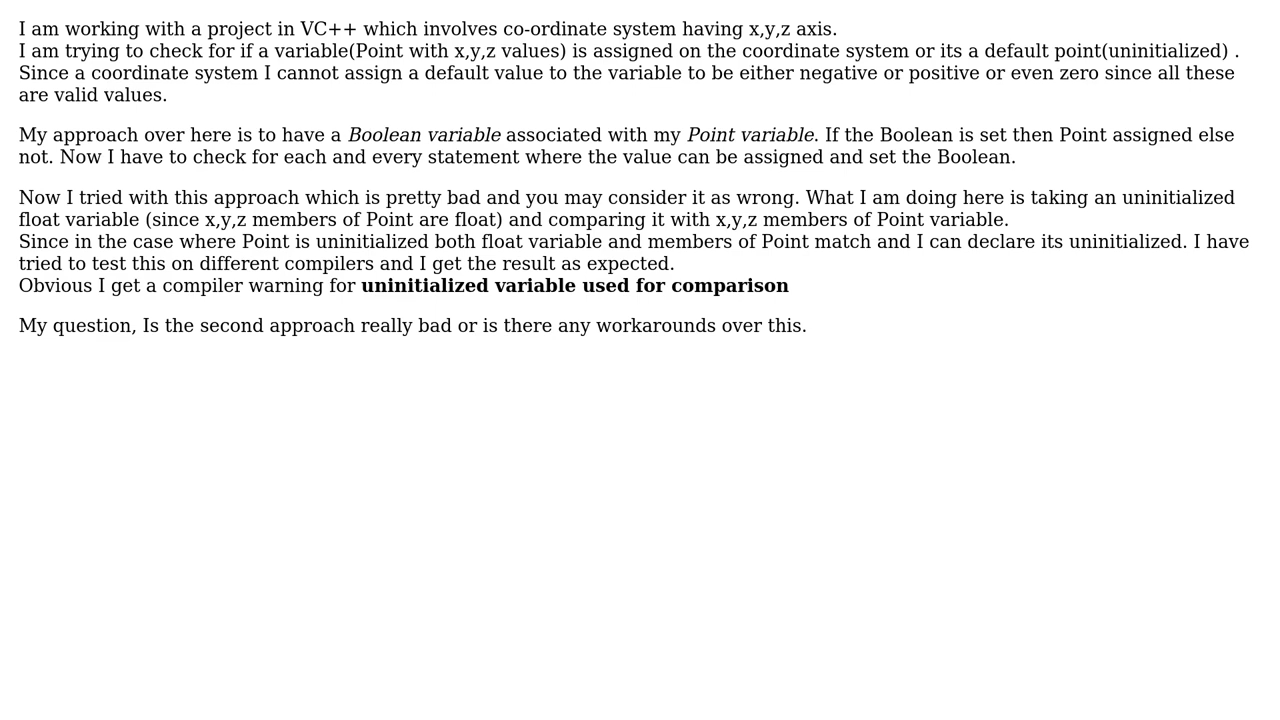 I am working with a project in VC++ which involves co-ordinate system having x,y,z axis.
I am trying to check for if a variable(Point with x,y,z values) is assigned on the coordinate system or its a default point(uninitialized) .
Since a coordinate system I cannot assign a default value to the variable to be either negative or positive or even zero since all these
are valid values.
My approach over here is to have a Boolean variable associated with my Point variable. If the Boolean is set then Point assigned else
not. Now I have to check for each and every statement where the value can be assigned and set the Boolean.
Now I tried with this approach which is pretty bad and you may consider it as wrong. What I am doing here is taking an uninitialized
float variable (since x,y,z members of Point are float) and comparing it with x,y,z members of Point variable.
Since in the case where Point is uninitialized both float variable and members of Point match and I can declare its uninitialized. I have
tried to test this on different compilers and I get the result as expected.
Obvious I get a compiler warning for uninitialized variable used for comparison
My question, Is the second approach really bad or is there any workarounds over this.